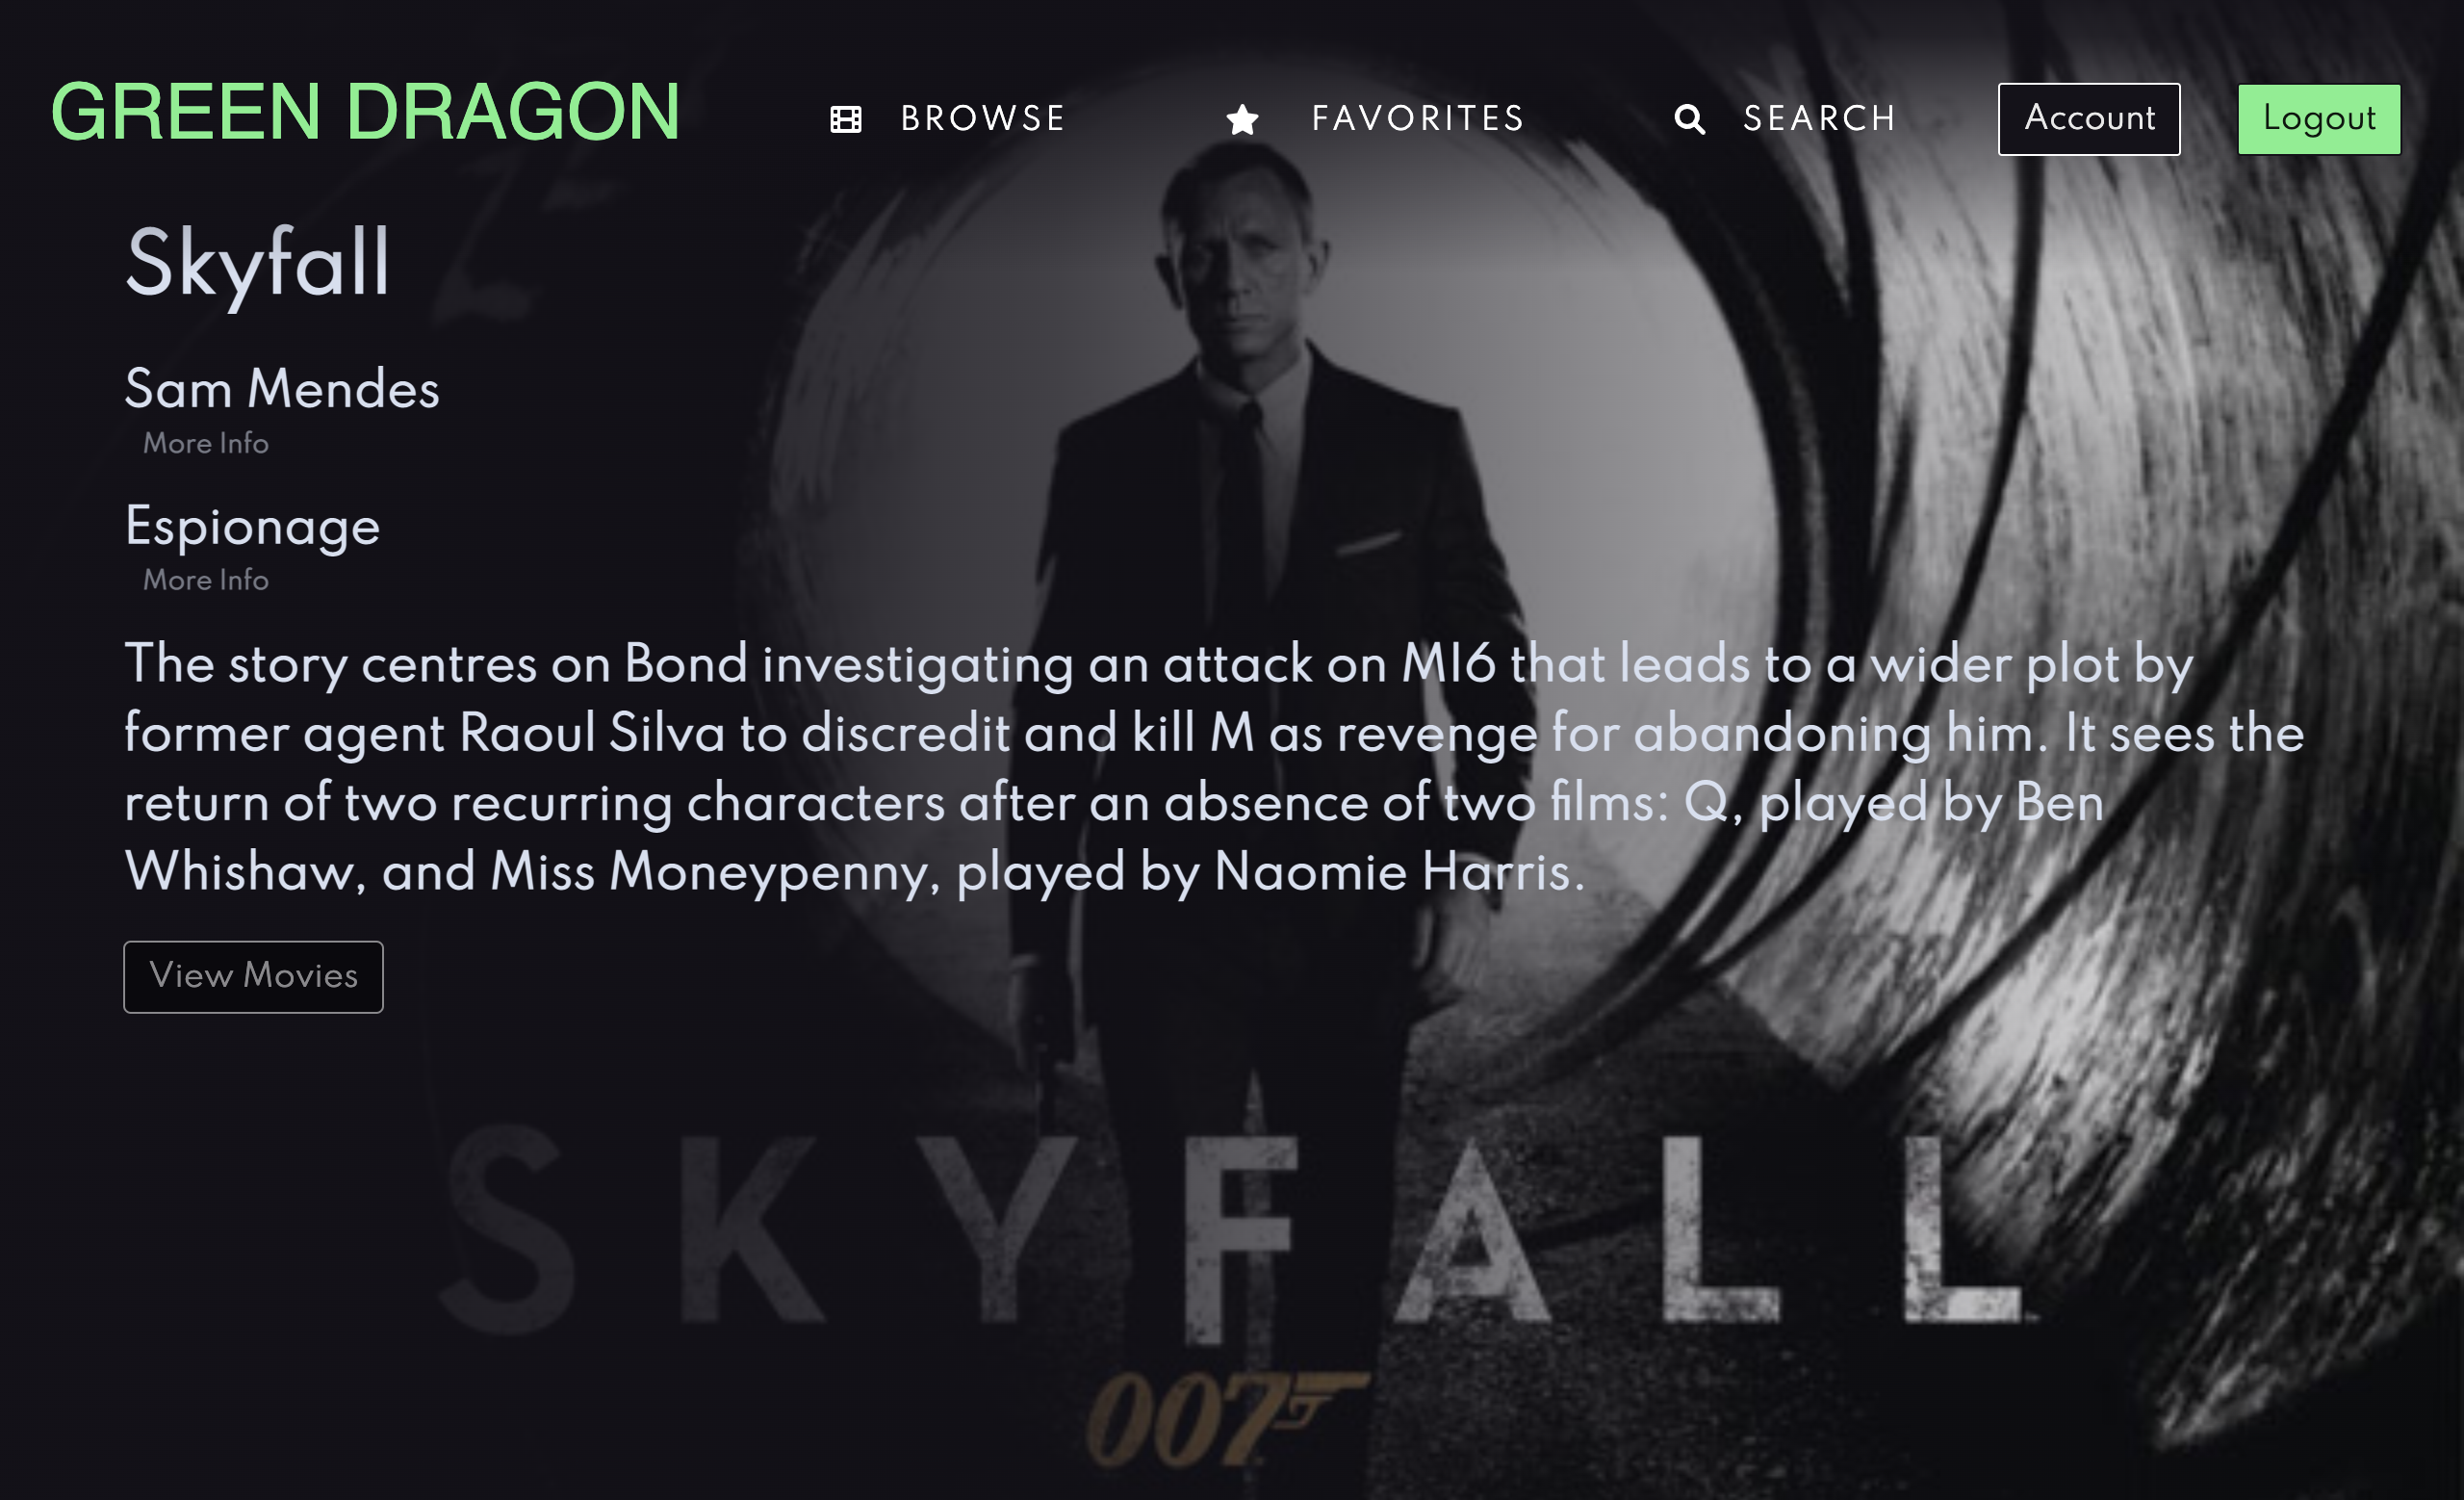 GREEN DRAGON
BROWSE
FAVORITES
SEARCH
Account
Logout
Skyfall
Sam Mendes
More Info
Espionage
More Info
The story centres on Bond investigating an attack on MI6 that leads to a wider plot by
former agent Raoul Silva to discredit and kill M as revenge for abandoning him. It sees the
return of two recurring characters after an absence of two films: Q, played by Ben
Whishaw, and Miss Moneypenny, played by Naomie Harris.
View Movies
SKYFALL
007